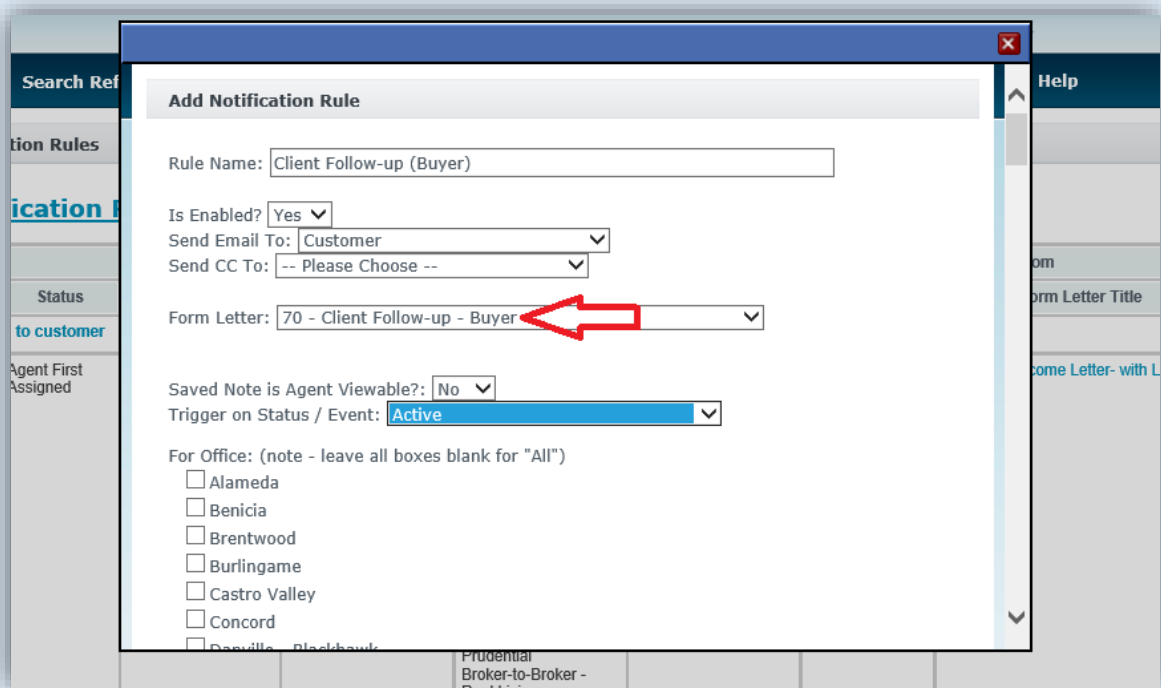 Search Ref
Help
Add Notification Rule
tion Rules
Rule Name: Client Follow-up (Buyer)
ication
Is Enabled? Yes
Send Email To: Customer
Send CC To: -- Please Choose --
om
Status
orm Letter Title
Form Letter: 70 - Client Follow-up - Buyer
to customer
Agent First
Assigned
come Letter- with L
Saved Note is Agent Viewable?: No
Trigger on Status / Event: Active
For Office: (note - leave all boxes blank for "All")
Alameda
Benicia
Brentwood
Burlingame
Castro Valley
Concord
Danville - Blackhawk
Prudential
Broker-to-Broker -